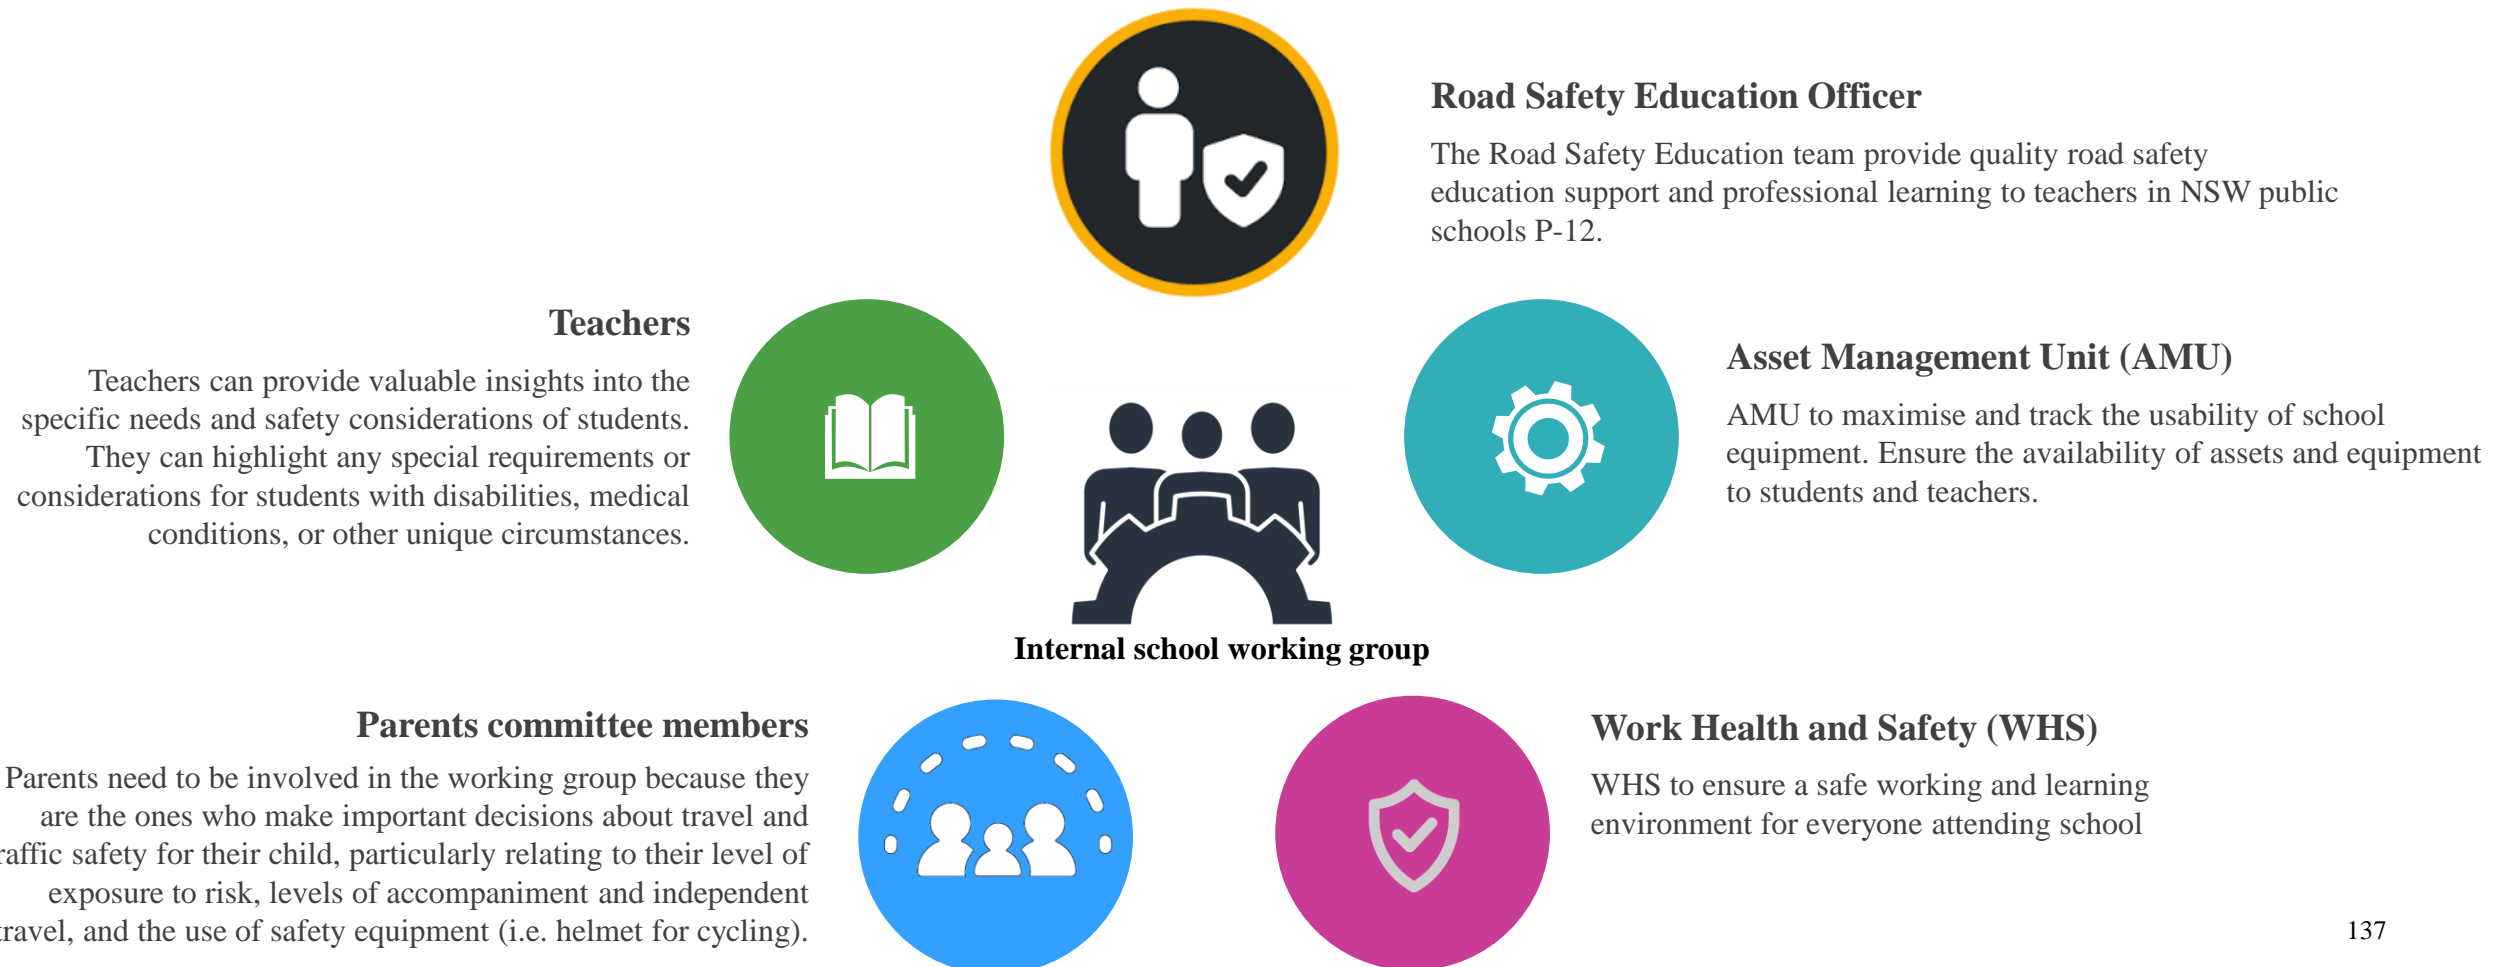 Road Safety Education Officer
The Road Safety Education team provide quality road safety
education support and professional learning to teachers in NSW public
schools P-12.
Teachers
Teachers can provide valuable insights into the
specific needs and safety considerations of students.
They can highlight any special requirements or
considerations for students with disabilities, medical
conditions, or other unique circumstances.
Asset Management Unit (AMU)
AMU to maximise and track the usability of school
equipment. Ensure the availability of assets and equipment
to students and teachers.
Internal school working group
Parents committee members
Parents need to be involved in the working group because they
are the ones who make important decisions about travel and
raffic safety for their child, particularly relating to their level of
exposure to risk, levels of accompaniment and independent
travel, and the use of safety equipment (i.e. helmet for cycling).
Work Health and Safety (WHS)
WHS to ensure a safe working and learning
environment for everyone attending school
137